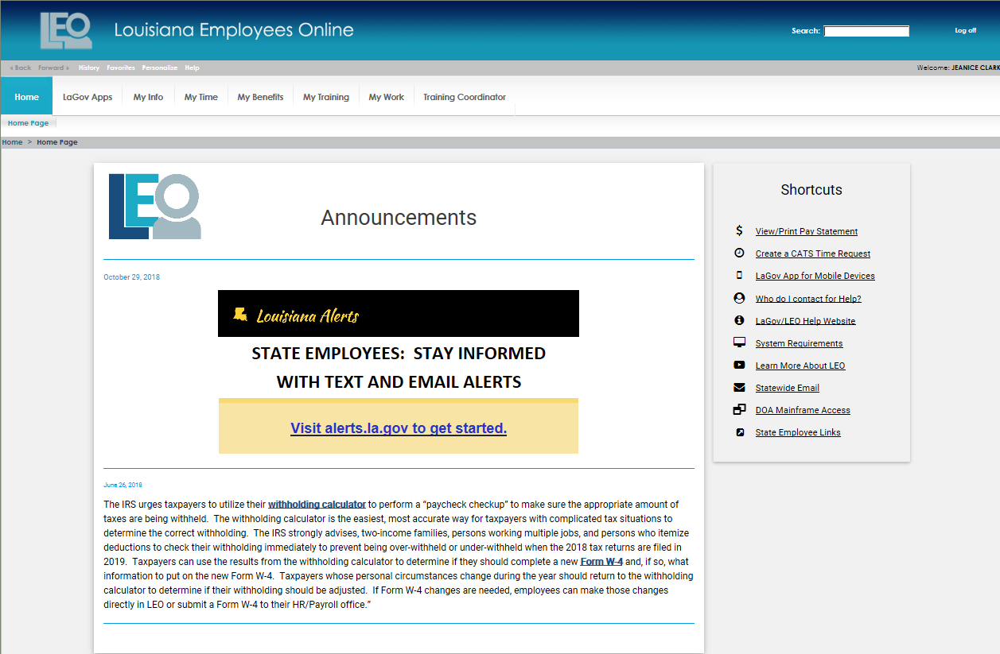 LEO Louisiana Employees Online
Search:
Log off
Back Forward History Favorites Personalize Help
Welcome: JEANICE CLARK
Home LaGov Apps My Info My Time My Benefits My Training My Work Training Coordinator
Home Page
Home > Home Page
LEO
Announcements
October 29, 2018
Louisiana Alerts
STATE EMPLOYEES: STAY INFORMED
WITH TEXT AND EMAIL ALERTS
Visit alerts.la.gov to get started.
June 26, 2018
The IRS urges taxpayers to utilize their withholding calculator to perform a “paycheck checkup” to make sure the appropriate amount of
taxes are being withheld. The withholding calculator is the easiest, most accurate way for taxpayers with complicated tax situations to
determine the correct withholding. The IRS strongly advises, two-income families, persons working multiple jobs, and persons who itemize
deductions to check their withholding immediately to prevent being over-withheld or under-withheld when the 2018 tax returns are filed in
2019. Taxpayers can use the results from the withholding calculator to determine if they should complete a new Form W-4 and, if so, what
information to put on the new Form W-4. Taxpayers whose personal circumstances change during the year should return to the withholding
calculator to determine if their withholding should be adjusted. If Form W-4 changes are needed, employees can make those changes
directly in LEO or submit a Form W-4 to their HR/Payroll office.”
Shortcuts
$ View/Print Pay Statement
Create a CATS Time Request
LaGov App for Mobile Devices
Who do I contact for Help?
LaGov/LEO Help Website
System Requirements
Learn More About LEO
Statewide Email
DOA Mainframe Access
State Employee Links